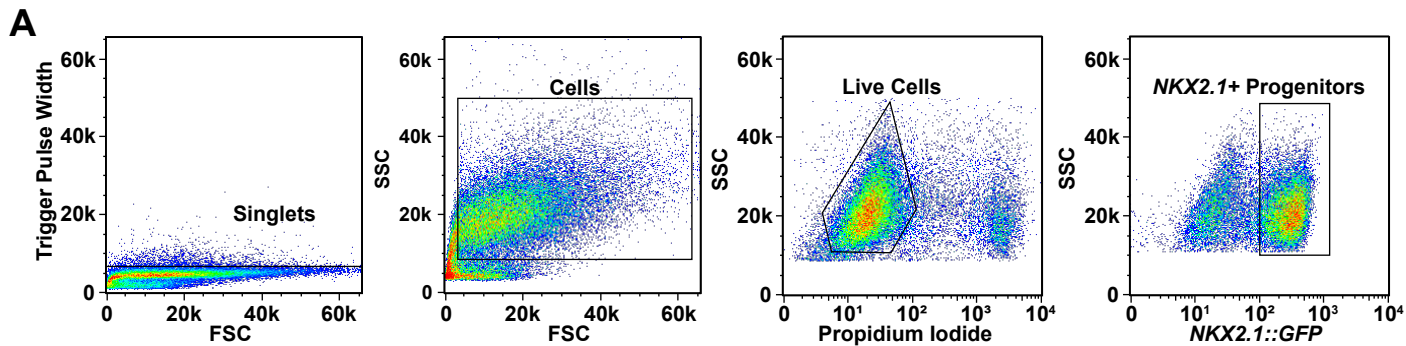 A
Trigger Pulse Width
60k
40k
20k
0
Singlets
0 20k 40k 60k
FSC
SSC
60k
40k
20k
0
Cells
0 20k 40k 60k
FSC
SSC
60k
40k
20k
0
Live Cells
0 10¹ 10² 10³ 10⁴
Propidium Iodide
SSC
60k
40k
20k
0
NKX2.1+ Progenitors
0 10¹ 10² 10³ 10⁴
NKX2.1::GFP